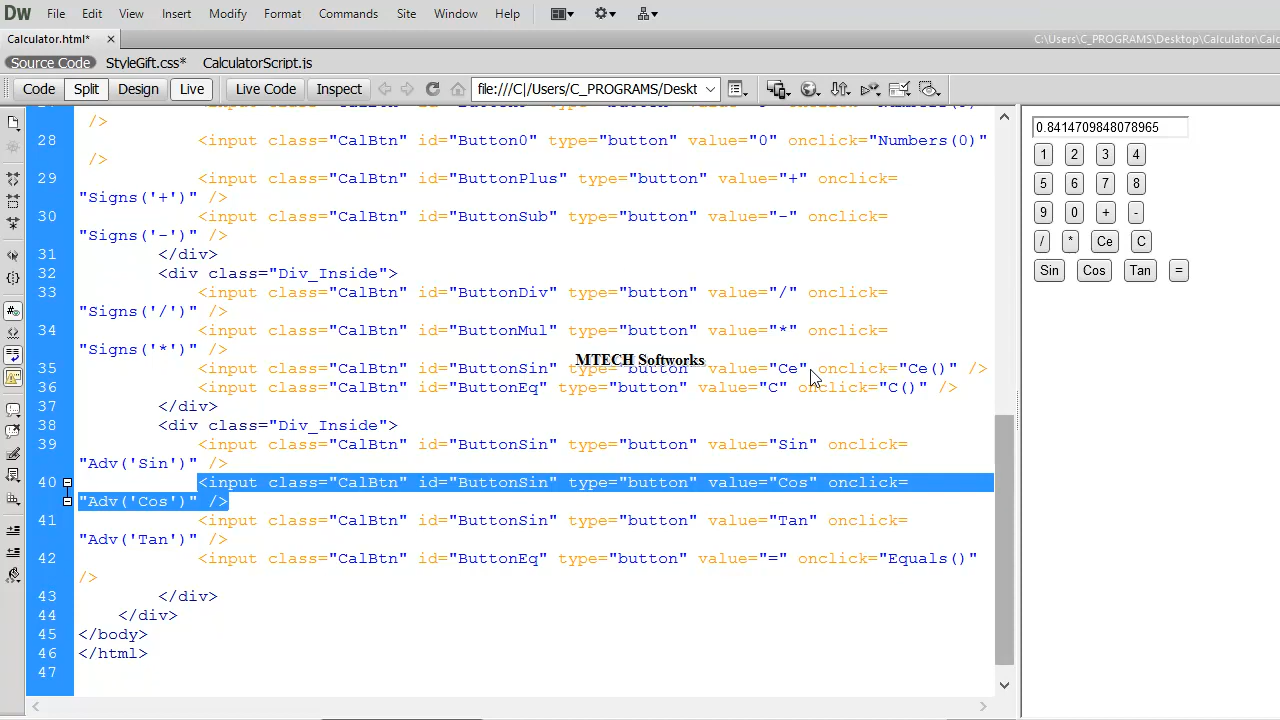 Dw File Edit View Insert Modify Format Commands Site Window Help
Calculator.html* × C:\Users\C_PROGRAMS\Desktop\Calculator\Calc
Source Code StyleGift.css* CalculatorScript.js
Code Split Design Live Live Code Inspect file:///C|/Users/C_PROGRAMS/Deskt
/>
28 <input class="CalBtn" id="Button0" type="button" value="0" onclick="Numbers(0)"
/>
29 <input class="CalBtn" id="ButtonPlus" type="button" value="+" onclick=
"Signs('+')" />
30 <input class="CalBtn" id="ButtonSub" type="button" value="-" onclick=
"Signs('-')" />
31 </div>
32 <div class="Div_Inside">
33 <input class="CalBtn" id="ButtonDiv" type="button" value="/" onclick=
"Signs('/')" />
34 <input class="CalBtn" id="ButtonMul" type="button" value="*" onclick=
"Signs('*')" />
MTECH Softworks
35 <input class="CalBtn" id="ButtonSin" type="button" value="Ce" onclick="Ce()" />
36 <input class="CalBtn" id="ButtonEq" type="button" value="C" onclick="C()" />
37 </div>
38 <div class="Div_Inside">
39 <input class="CalBtn" id="ButtonSin" type="button" value="Sin" onclick=
"Adv('Sin')" />
40 <input class="CalBtn" id="ButtonSin" type="button" value="Cos" onclick=
"Adv('Cos')" />
41 <input class="CalBtn" id="ButtonSin" type="button" value="Tan" onclick=
"Adv('Tan')" />
42 <input class="CalBtn" id="ButtonEq" type="button" value="=" onclick="Equals()"
/>
43 </div>
44 </div>
45 </body>
46 </html>
47
0.8414709848078965
1 2 3 4
5 6 7 8
9 0 + -
/ * Ce C
Sin Cos Tan =